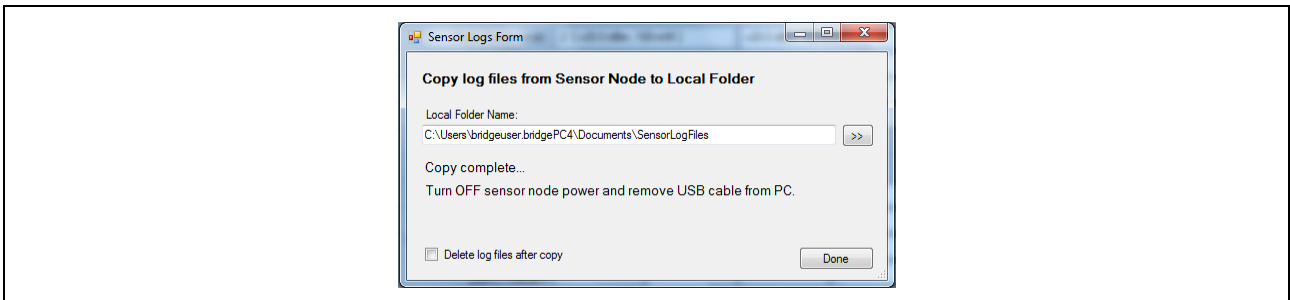 Sensor Logs Form
Copy log files from Sensor Node to Local Folder
Local Folder Name:
C:\Users\bridgeuser.bridgePC4\Documents\SensorLogFiles
>>
Copy complete...
Turn OFF sensor node power and remove USB cable from PC.
Delete log files after copy
Done